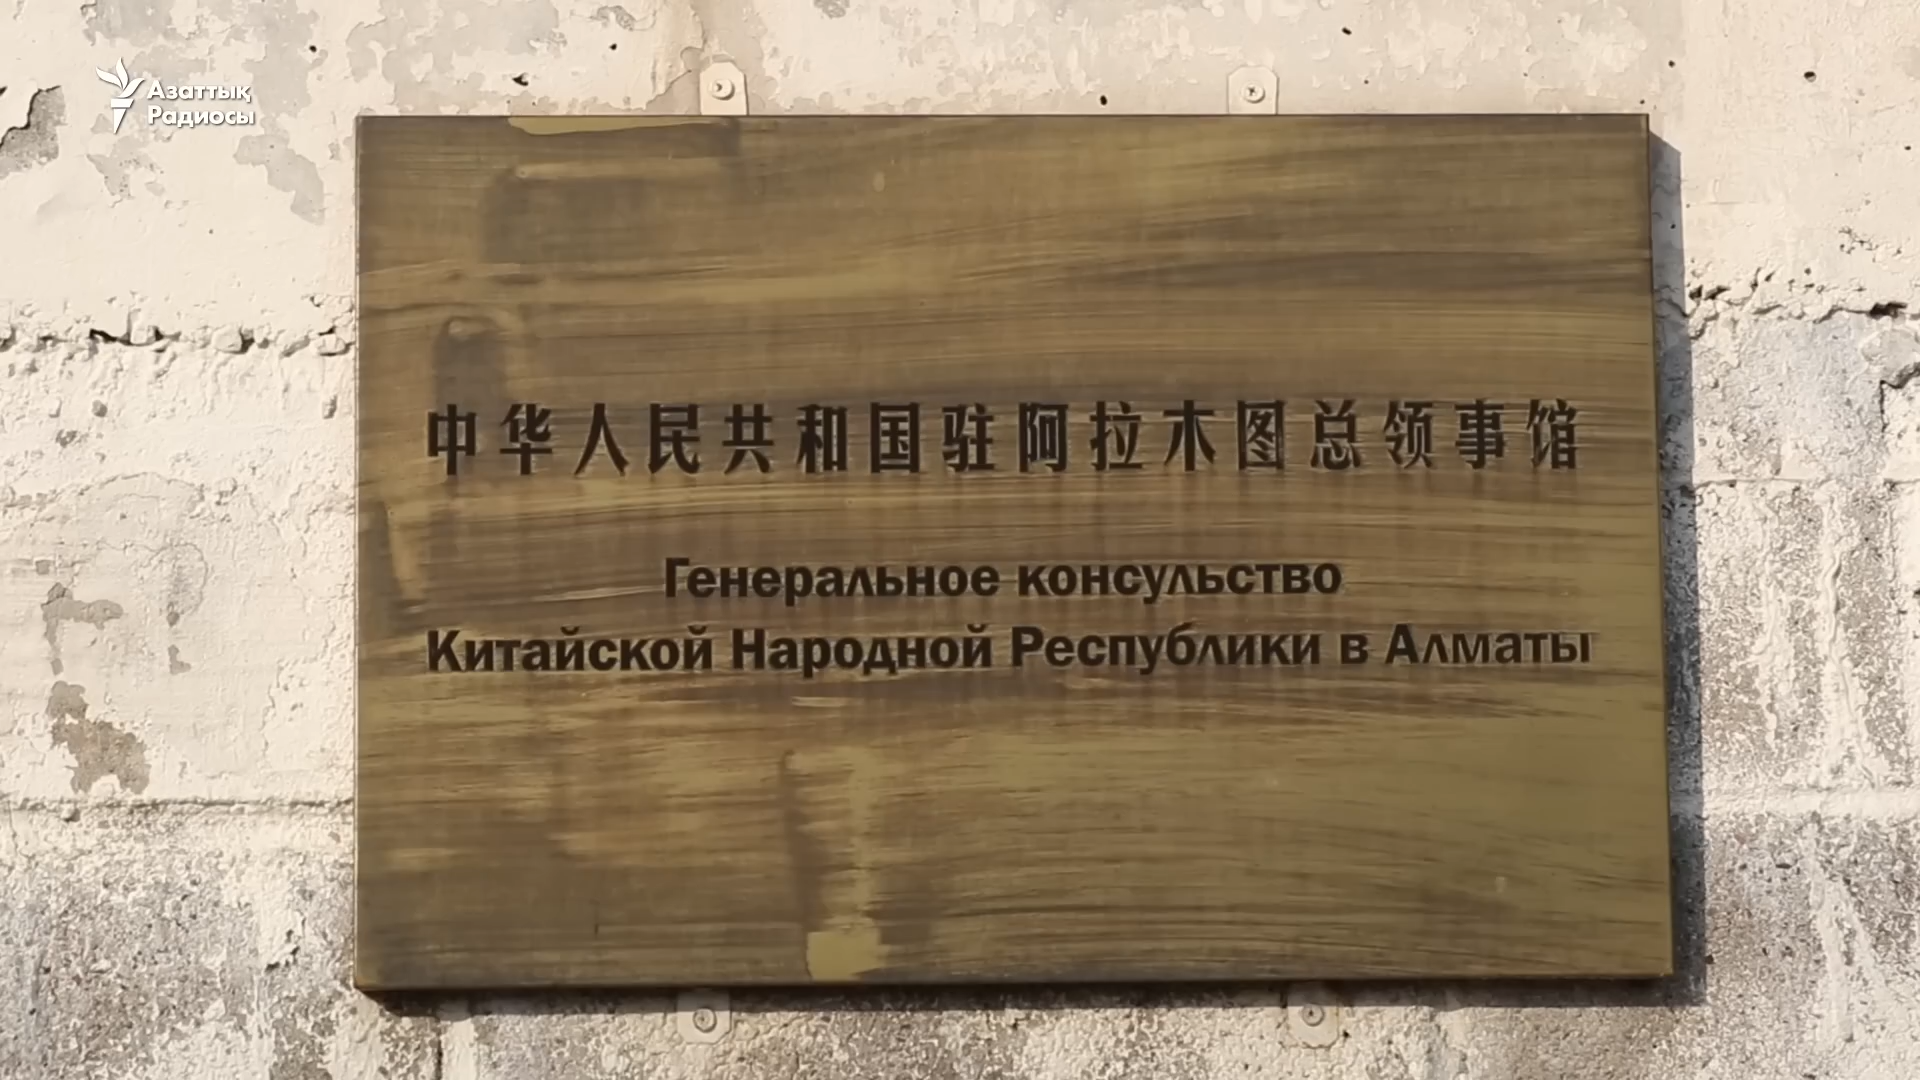 Азаттық
Радиосы
中华人民共和国驻阿拉木图总领事馆
Генеральное консульство
Китайской Народной Республики в Алматы